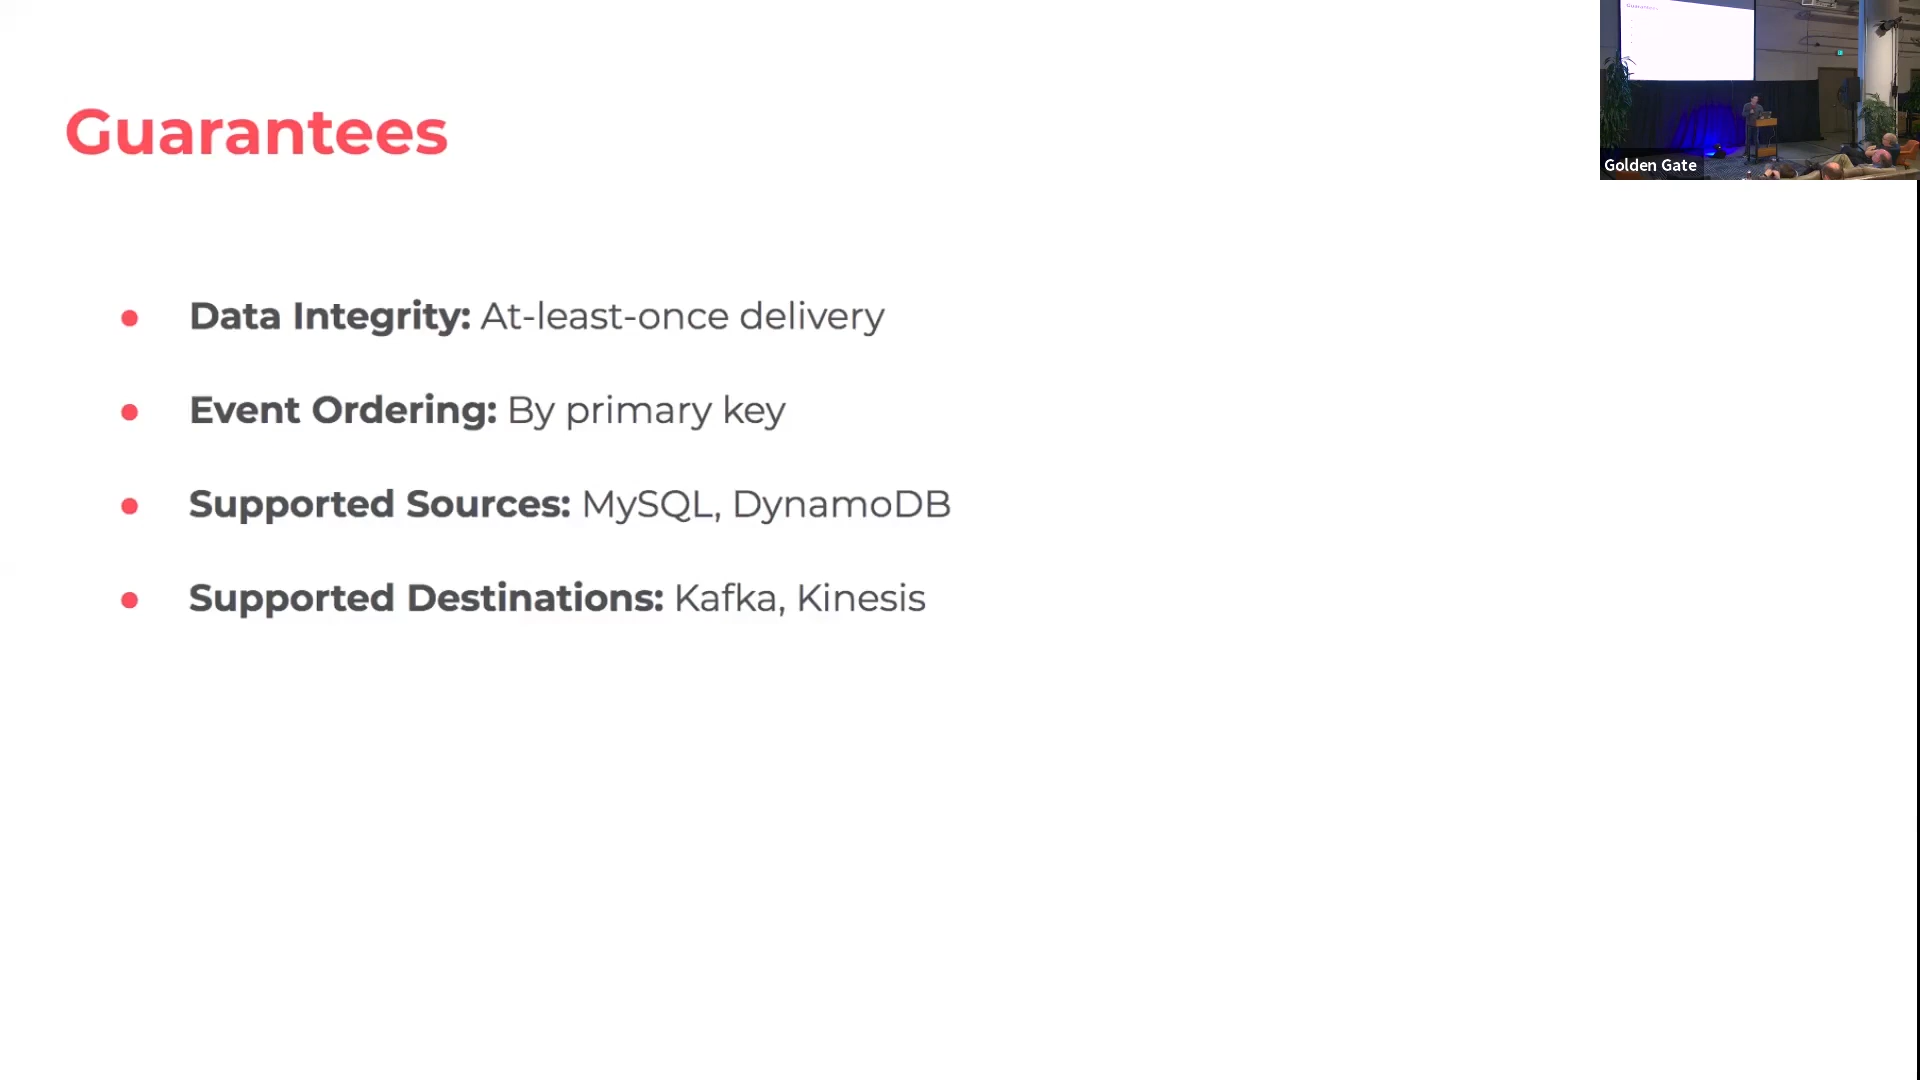 Guarantees
Golden Gate
Data Integrity: At-least-once delivery
Event Ordering: By primary key
Supported Sources: MySQL, DynamoDB
Supported Destinations: Kafka, Kinesis